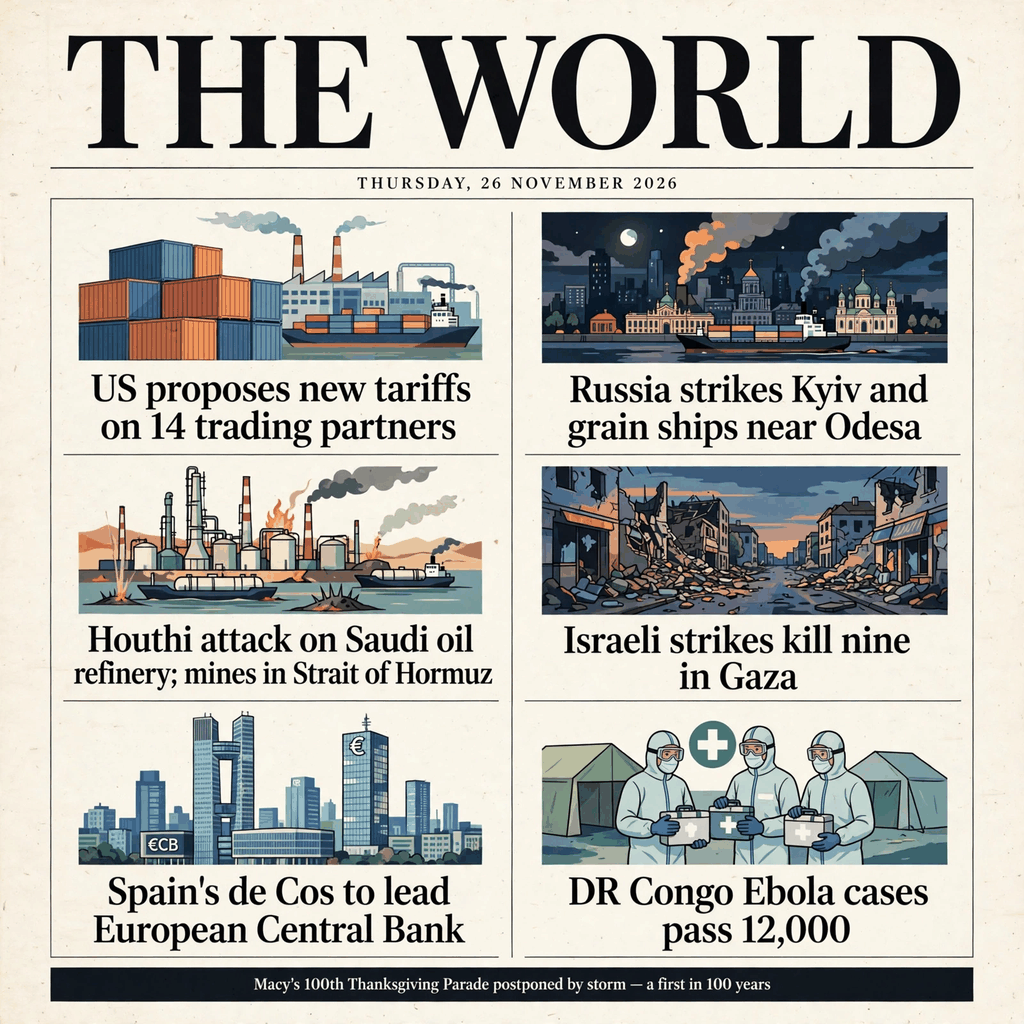 THE WORLD
THURSDAY, 26 NOVEMBER 2026
US proposes new tariffs
on 14 trading partners
Russia strikes Kyiv and
grain ships near Odesa
Houthi attack on Saudi oil
refinery; mines in Strait of Hormuz
Israeli strikes kill nine
in Gaza
€
€CB
Spain's de Cos to lead
European Central Bank
DR Congo Ebola cases
pass 12,000
Macy's 100th Thanksgiving Parade postponed by storm — a first in 100 years